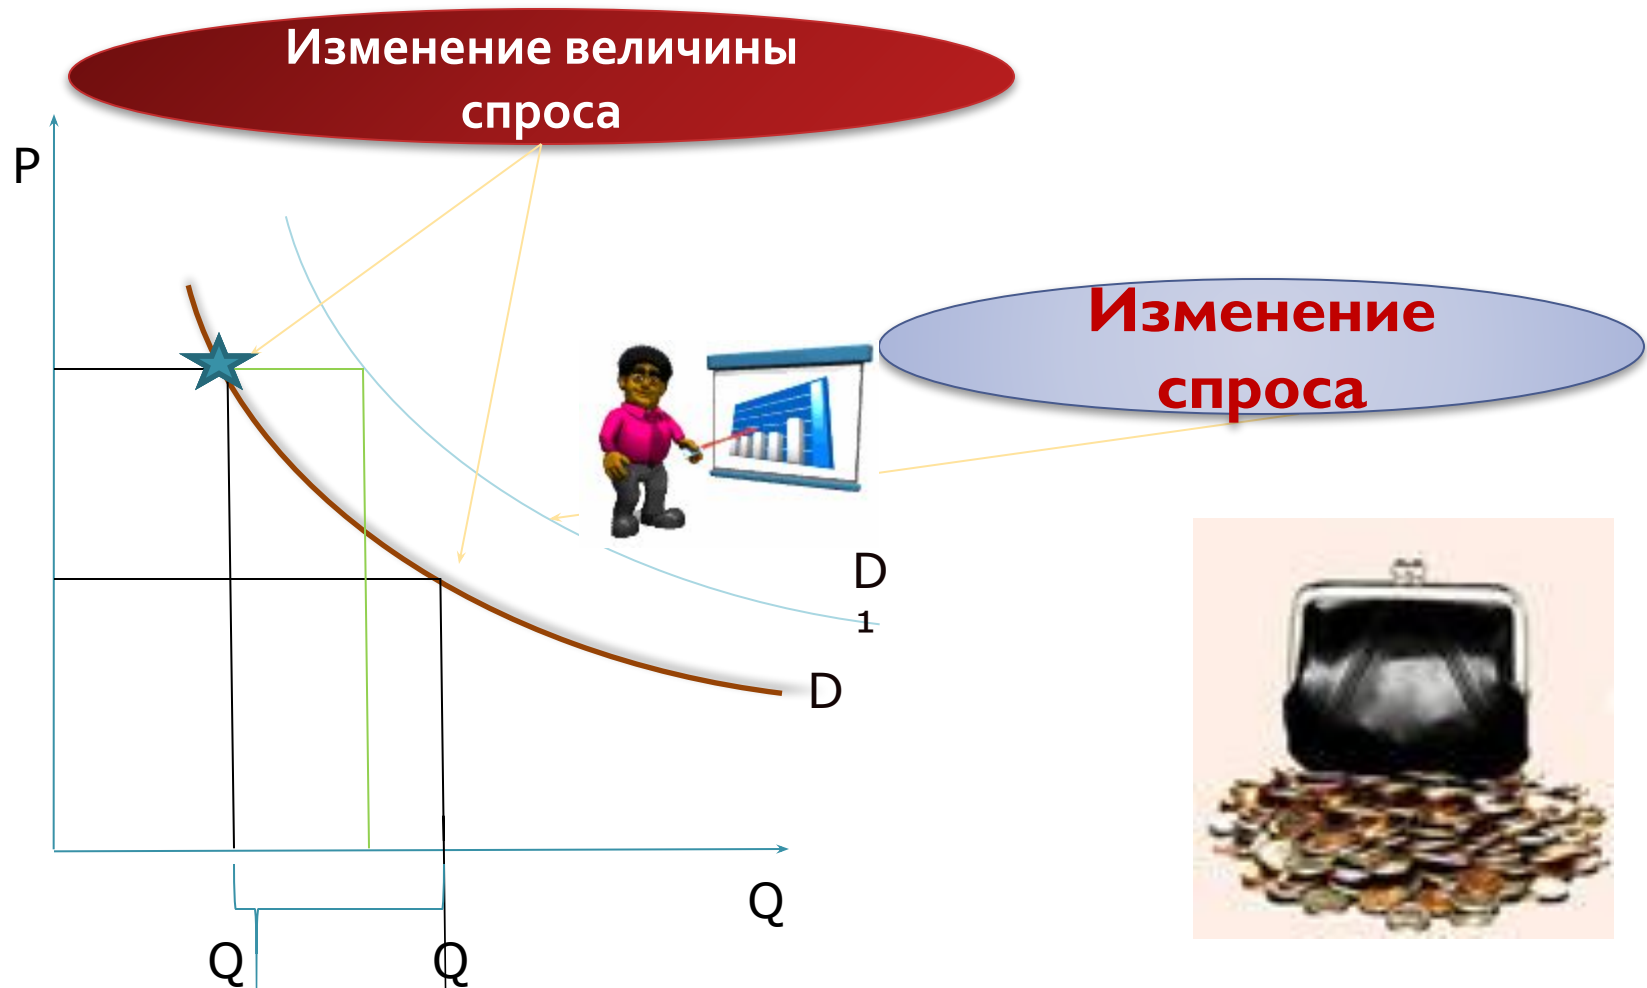 Изменение величины
спроса
P
Изменение
спроса
D
1
D
Q
Q
Q